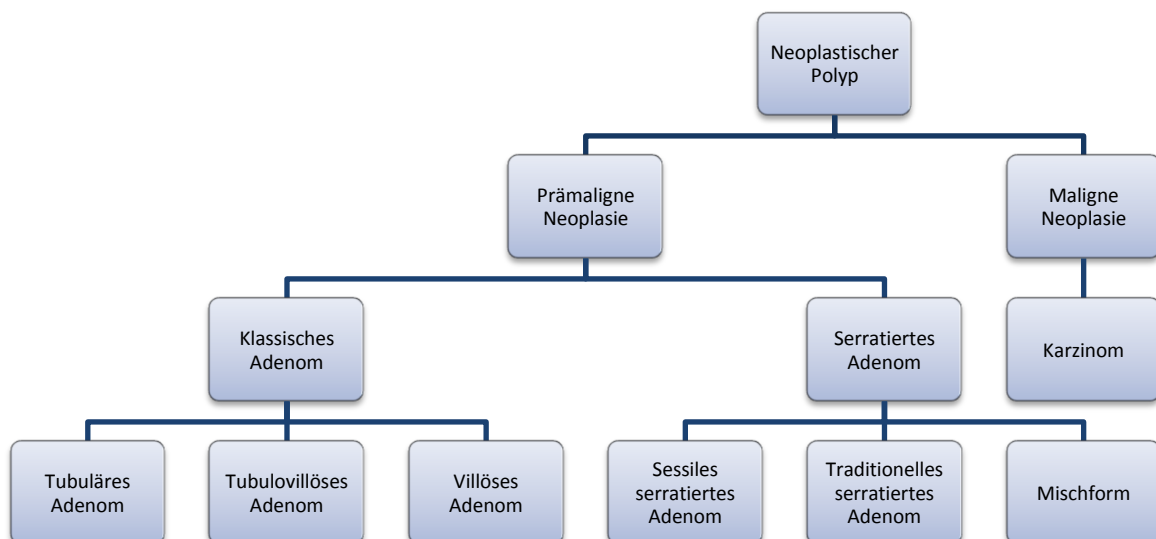 Neoplastischer
Polyp
Prämaligne
Neoplasie
Maligne
Neoplasie
Klassisches
Adenom
Serratiertes
Adenom
Karzinom
Tubuläres
Adenom
Tubulovillöses
Adenom
Villöses
Adenom
Sessiles
serratiertes
Adenom
Traditionelles
serratiertes
Adenom
Mischform